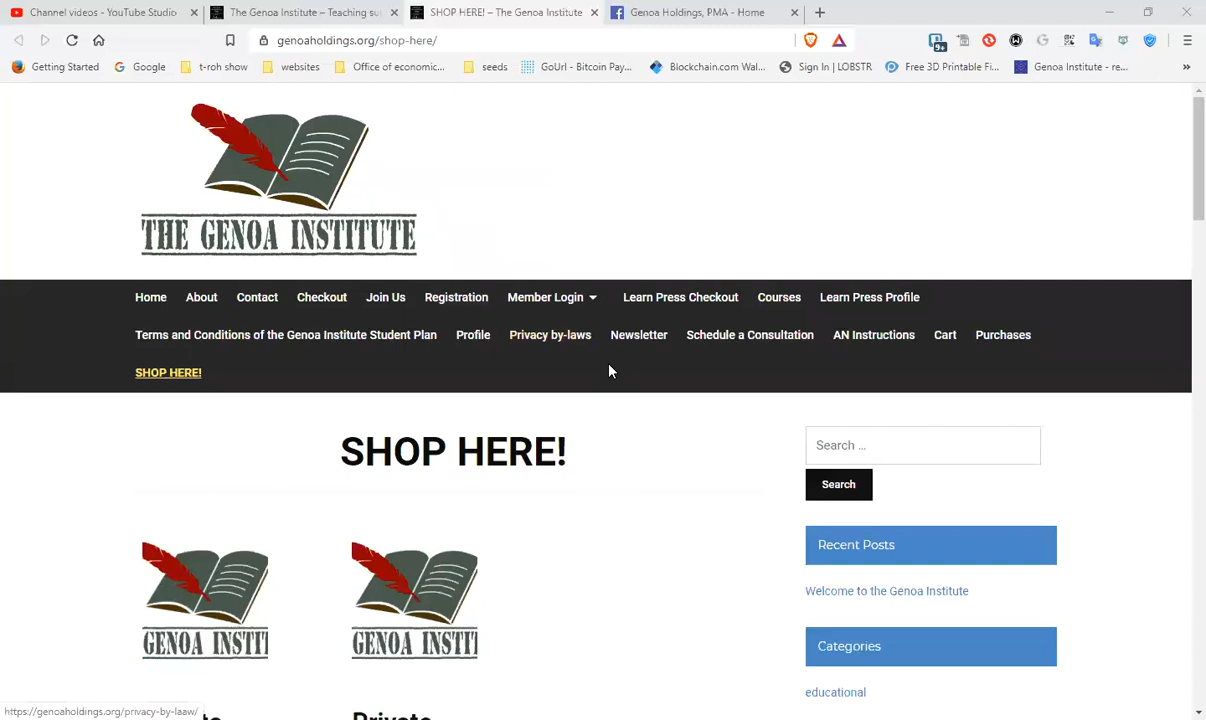 Channel videos - YouTube Studio
The Genoa Institute – Teaching su
SHOP HERE! – The Genoa Institute
Genoa Holdings, PMA - Home
genoaholdings.org/shop-here/
9+
Getting Started
Google
t-roh show
websites
Office of economic...
seeds
GoUrl - Bitcoin Pay...
Blockchain.com Wal...
Sign In | LOBSTR
Free 3D Printable Fi...
Genoa Institute - re...
THE GENOA INSTITUTE
Home About Contact Checkout Join Us Registration Member Login Learn Press Checkout Courses Learn Press Profile
Terms and Conditions of the Genoa Institute Student Plan Profile Privacy by-laws Newsletter Schedule a Consultation AN Instructions Cart Purchases
SHOP HERE!
SHOP HERE!
Search …
Search
Recent Posts
Welcome to the Genoa Institute
Categories
educational
GENOA INSTIT
GENOA INSTIT
Private
https://genoaholdings.org/privacy-by-laaw/